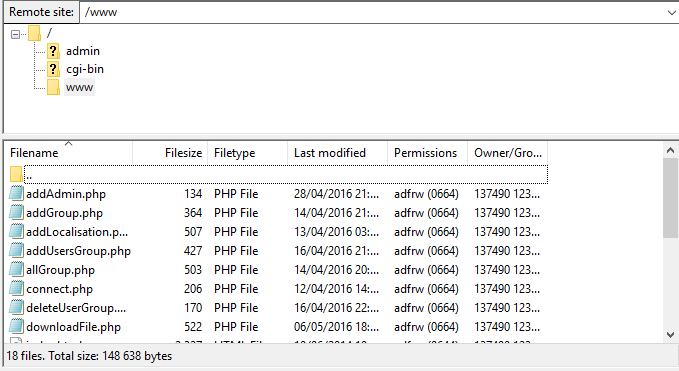 Remote site: /www
/
? admin
? cgi-bin
www
Filename Filesize Filetype Last modified Permissions Owner/Gro...
..
addAdmin.php 134 PHP File 28/04/2016 21:... adfrw (0664) 137490 123...
addGroup.php 364 PHP File 14/04/2016 21:... adfrw (0664) 137490 123...
addLocalisation.p... 507 PHP File 13/04/2016 03:... adfrw (0664) 137490 123...
addUsersGroup.php 427 PHP File 16/04/2016 21:... adfrw (0664) 137490 123...
allGroup.php 503 PHP File 14/04/2016 20:... adfrw (0664) 137490 123...
connect.php 206 PHP File 12/04/2016 14:... adfrw (0664) 137490 123...
deleteUserGroup.... 170 PHP File 16/04/2016 22:... adfrw (0664) 137490 123...
downloadFile.php 522 PHP File 06/05/2016 18:... adfrw (0664) 137490 123...
18 files. Total size: 148 638 bytes